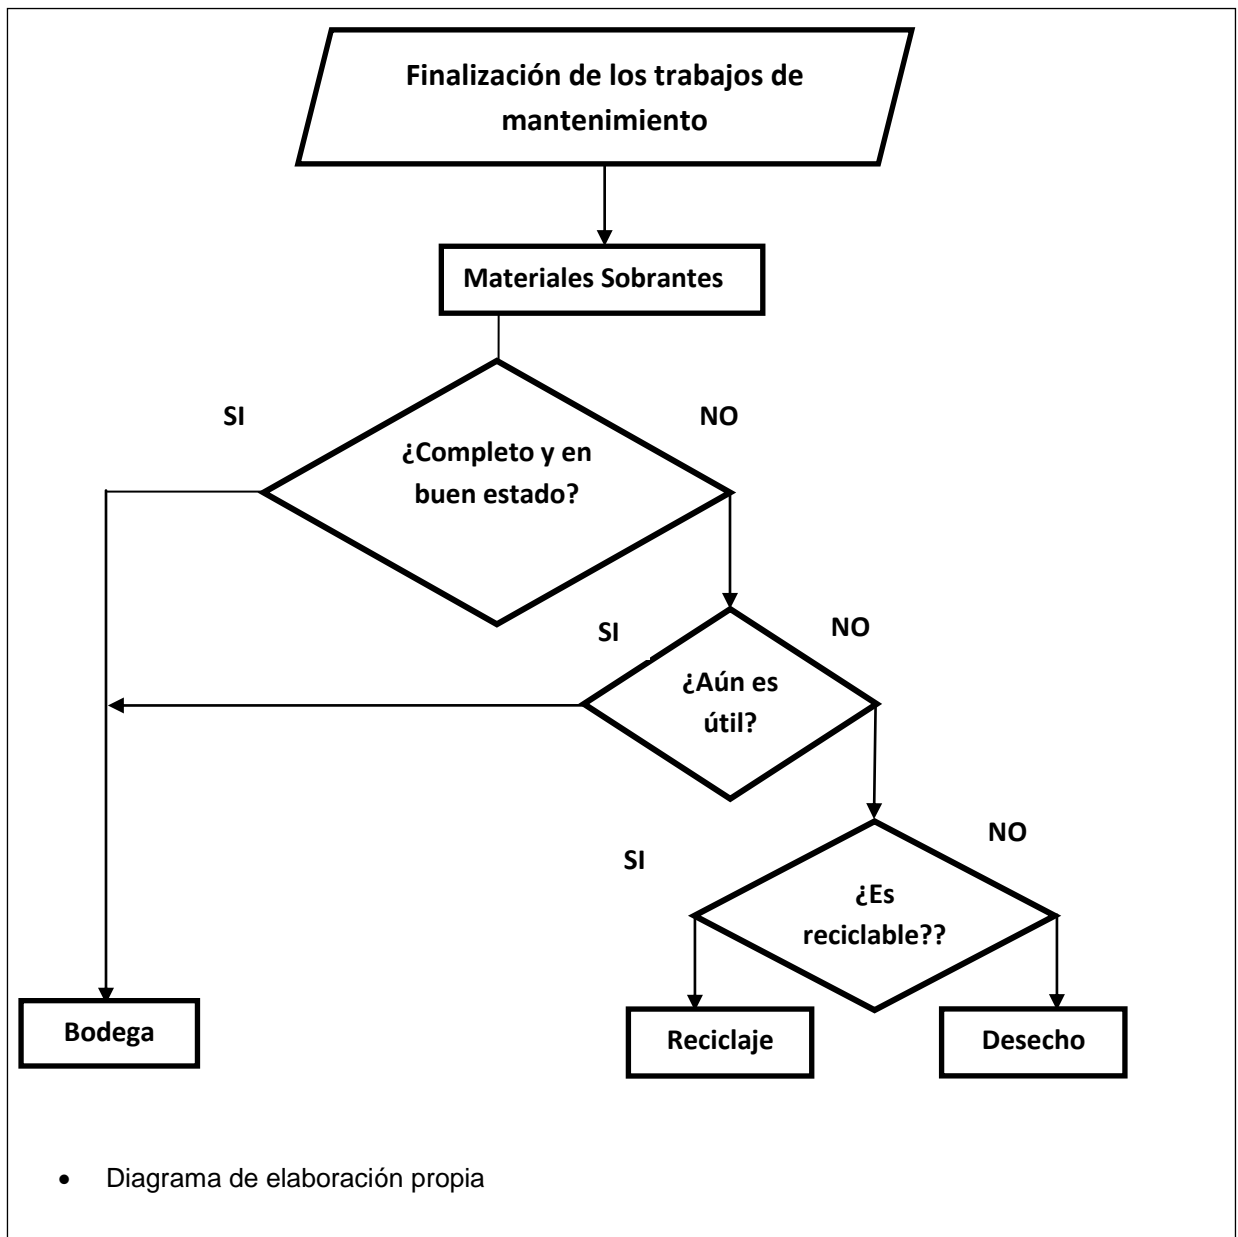 Finalización de los trabajos de
mantenimiento
Materiales Sobrantes
SI
NO
¿Completo y en
buen estado?
SI
NO
¿Aún es
útil?
SI
NO
¿Es
reciclable??
Bodega
Reciclaje
Desecho
• Diagrama de elaboración propia